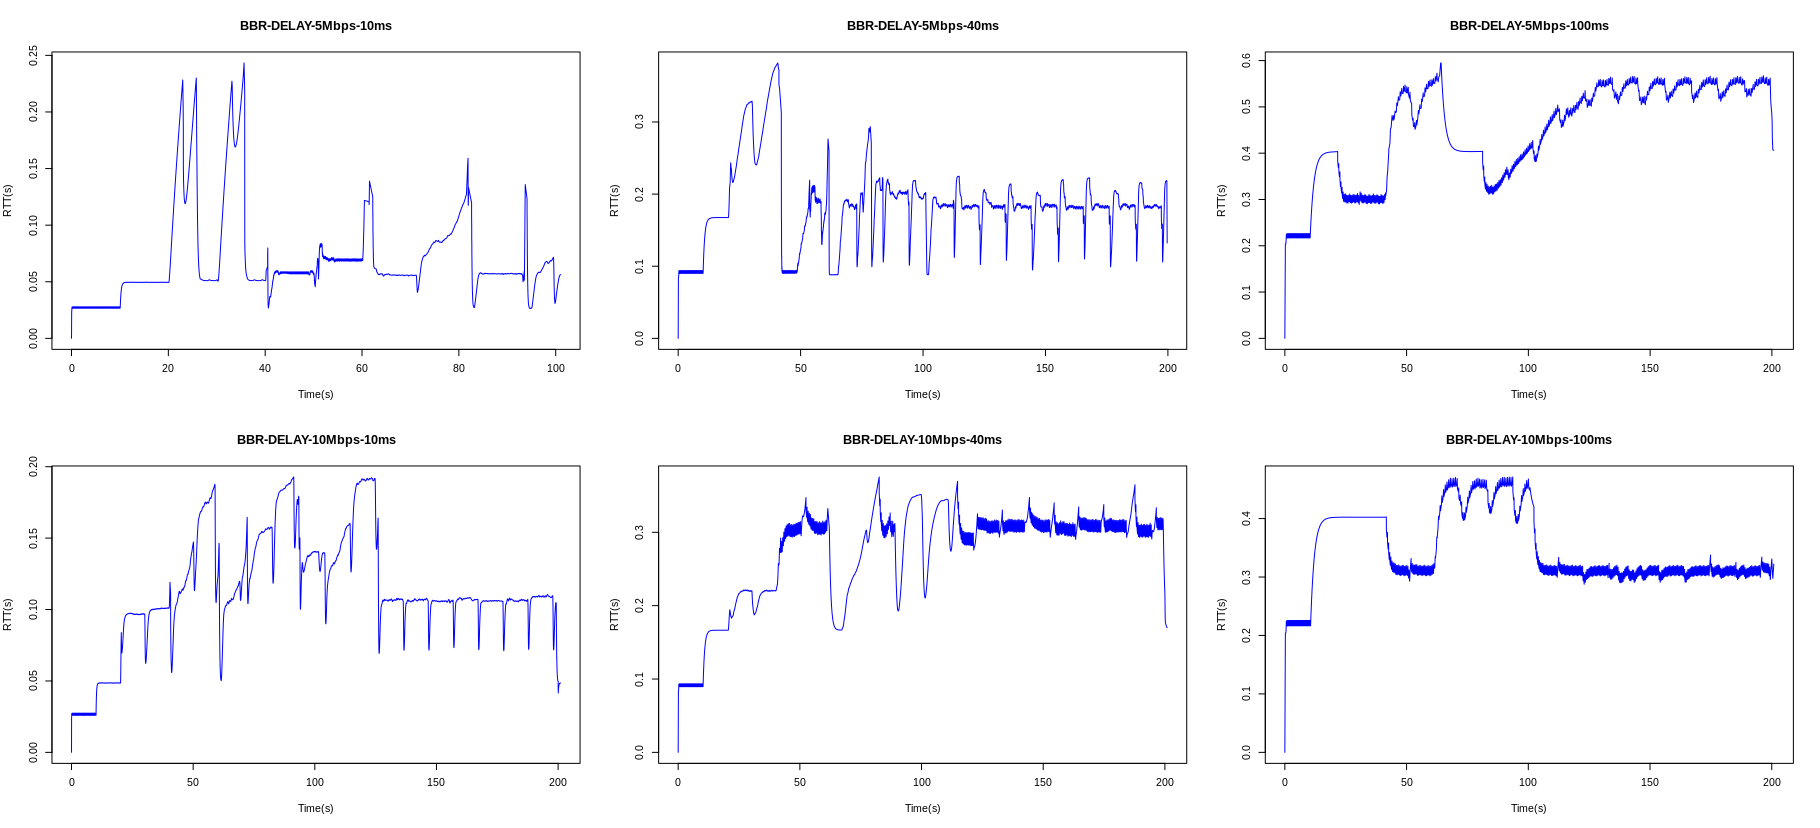 BBR-DELAY-5Mbps-10ms
RTT(s)
0.00 0.05 0.10 0.15 0.20 0.25
0 20 40 60 80 100
Time(s)
BBR-DELAY-5Mbps-40ms
RTT(s)
0.0 0.1 0.2 0.3
0 50 100 150 200
Time(s)
BBR-DELAY-5Mbps-100ms
RTT(s)
0.0 0.1 0.2 0.3 0.4 0.5 0.6
0 50 100 150 200
Time(s)
BBR-DELAY-10Mbps-10ms
RTT(s)
0.00 0.05 0.10 0.15 0.20
0 50 100 150 200
Time(s)
BBR-DELAY-10Mbps-40ms
RTT(s)
0.0 0.1 0.2 0.3
0 50 100 150 200
Time(s)
BBR-DELAY-10Mbps-100ms
RTT(s)
0.0 0.1 0.2 0.3 0.4
0 50 100 150 200
Time(s)